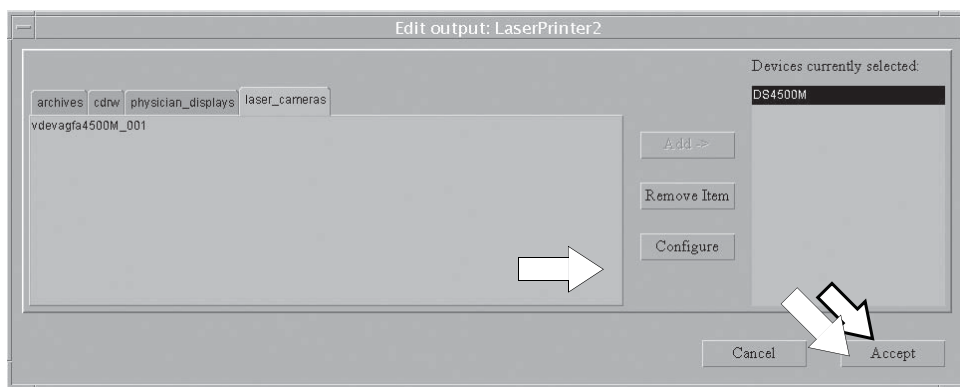 Edit output: LaserPrinter2
Devices currently selected:
archives cdrw physician_displays laser_cameras
DS4500M
vdevagfa4500M_001
Add ->
Remove Item
Configure
Cancel Accept